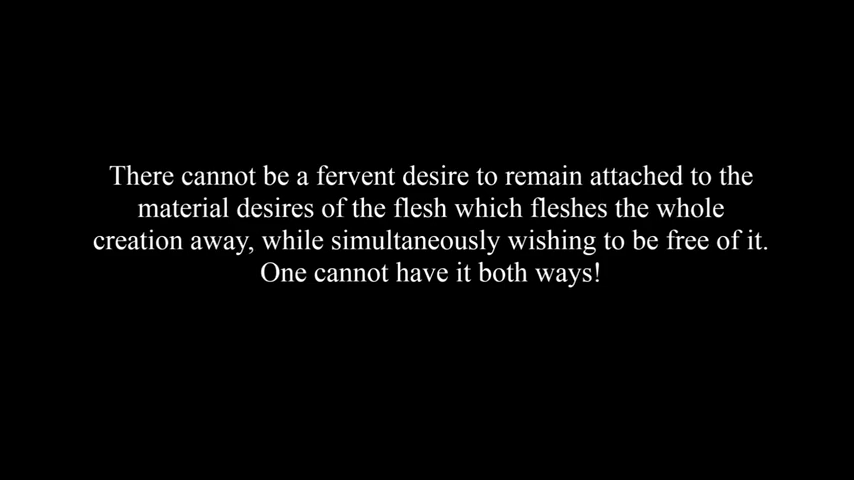 There cannot be a fervent desire to remain attached to the
material desires of the flesh which fleshes the whole
creation away, while simultaneously wishing to be free of it.
One cannot have it both ways!